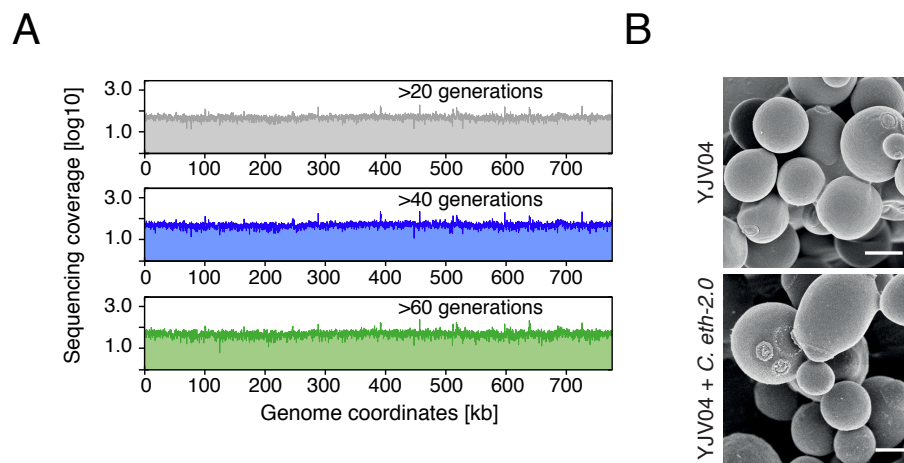 A
B
Sequencing coverage [log10]
3.0
1.0
>20 generations
0 100 200 300 400 500 600 700
3.0
1.0
>40 generations
0 100 200 300 400 500 600 700
3.0
1.0
>60 generations
0 100 200 300 400 500 600 700
Genome coordinates [kb]
YJV04
YJV04 + C. eth-2.0